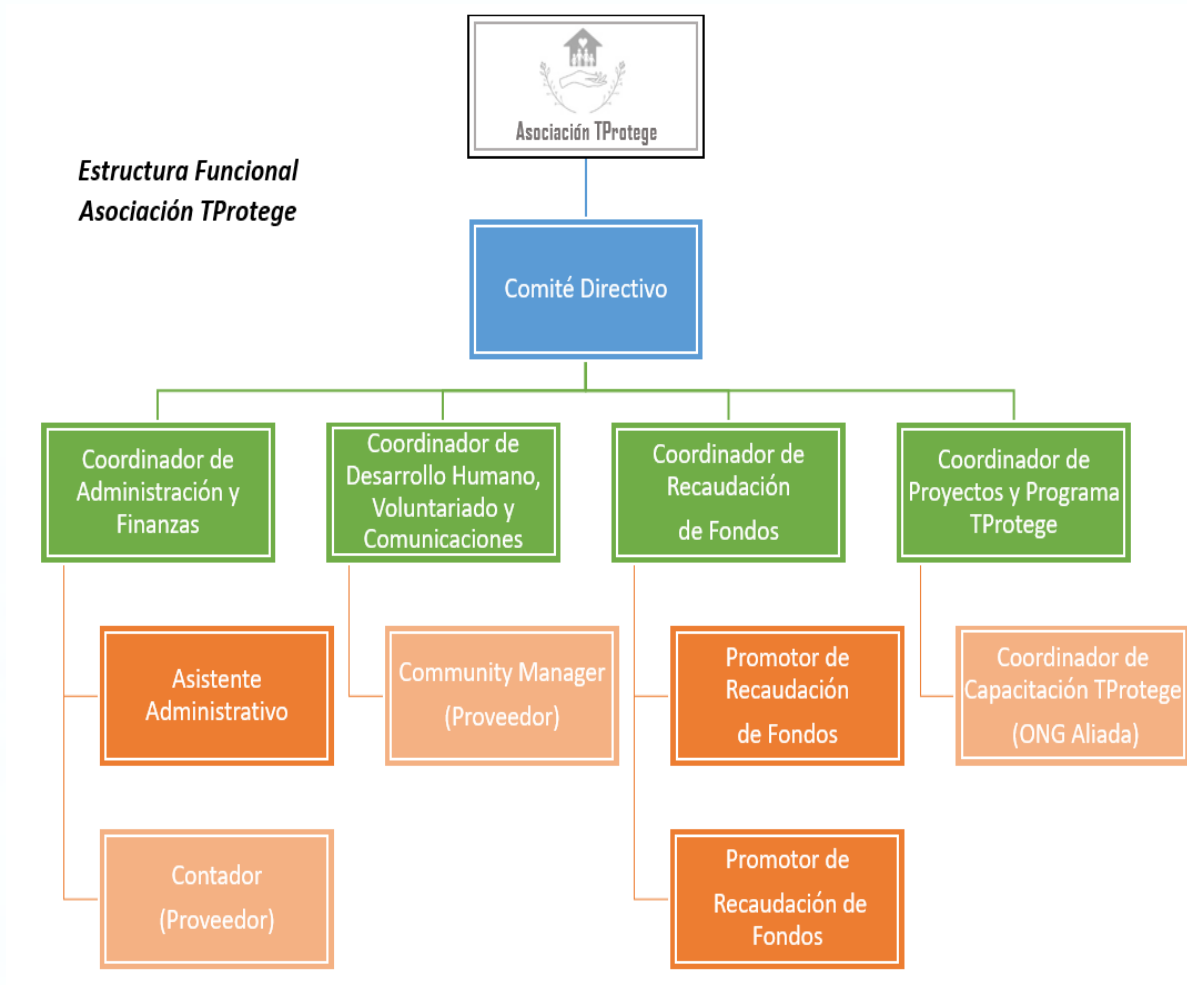 Asociación TProtege
Estructura Funcional
Asociación TProtege
Comité Directivo
Coordinador de
Administración y
Finanzas
Coordinador de
Desarrollo Humano,
Voluntariado y
Comunicaciones
Coordinador de
Recaudación
de Fondos
Coordinador de
Proyectos y Programa
TProtege
Asistente
Administrativo
Community Manager
(Proveedor)
Promotor de
Recaudación
de Fondos
Coordinador de
Capacitación TProtege
(ONG Aliada)
Contador
(Proveedor)
Promotor de
Recaudación de
Fondos